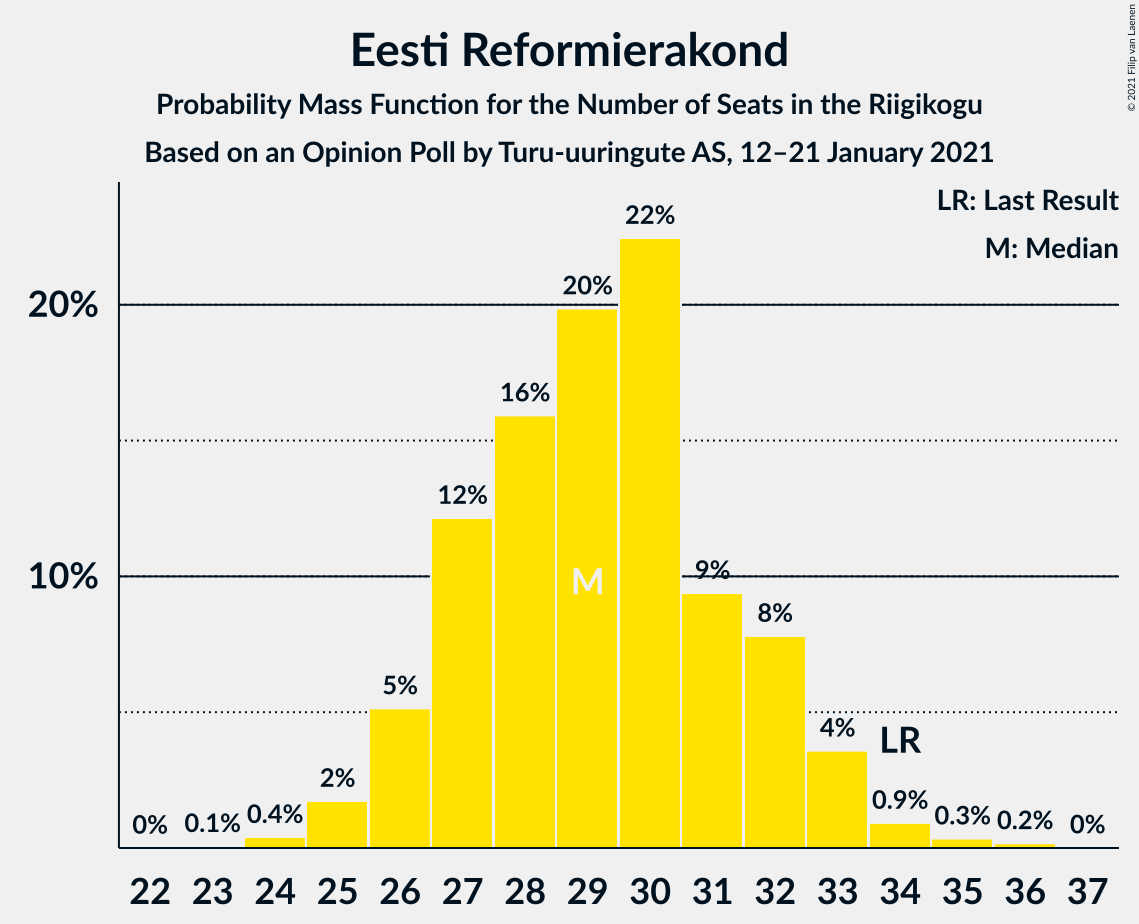 Eesti Reformierakond
Probability Mass Function for the Number of Seats in the Riigikogu
Based on an Opinion Poll by Turu-uuringute AS, 12–21 January 2021
© 2021 Filip van Laenen
LR: Last Result
M: Median
22%
20%
20%
16%
12%
10%
M
9%
8%
5%
4%
LR
2%
0%
0.1%
0.4%
0.9%
0.3%
0.2%
0%
22 23 24 25 26 27 28 29 30 31 32 33 34 35 36 37